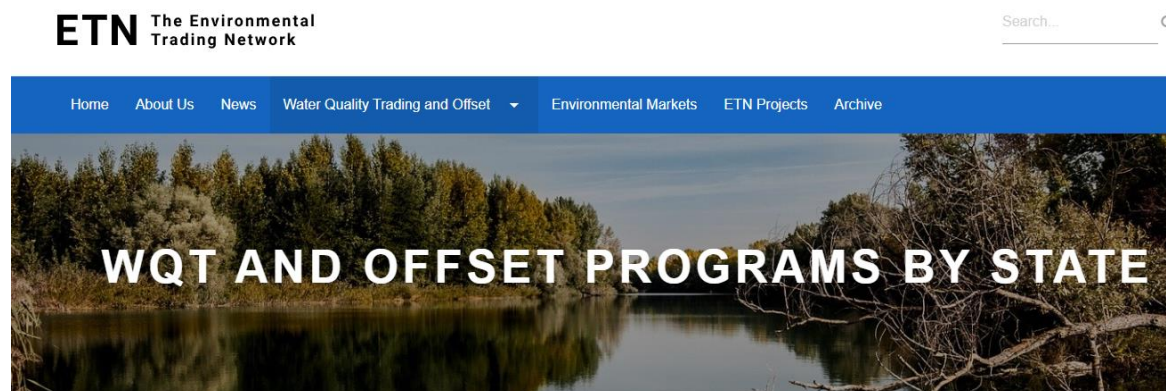 ETN The Environmental
Trading Network
Search...
Home About Us News Water Quality Trading and Offset Environmental Markets ETN Projects Archive
WQT AND OFFSET PROGRAMS BY STATE